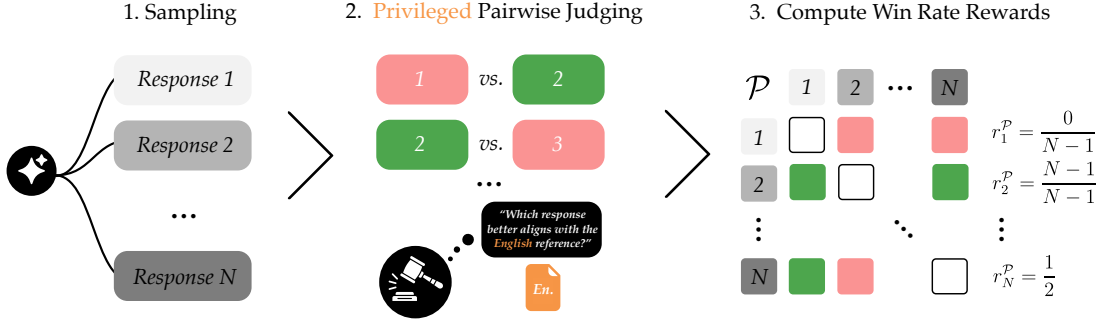 1. Sampling
Response 1
Response 2
...
Response N
2. Privileged Pairwise Judging
1 vs. 2
2 vs. 3
...
“Which response
better aligns with the
English reference?”
En.
3. Compute Win Rate Rewards
𝒫 1 2 ... N
1 r₁^𝒫 = 0/(N − 1)
2 r₂^𝒫 = (N − 1)/(N − 1)
⋮ ⋱ ⋮
N r_N^𝒫 = 1/2